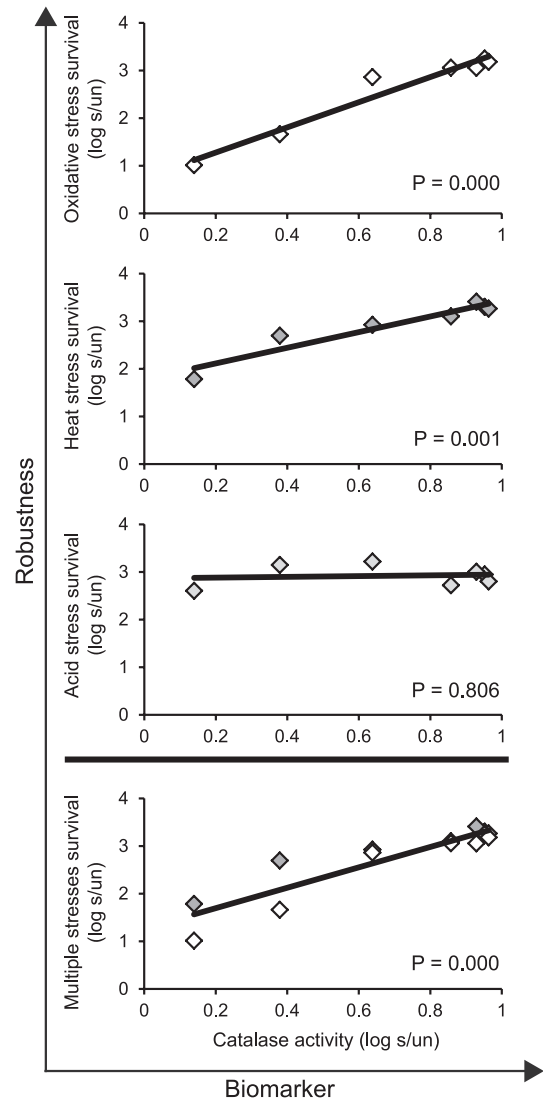 Robustness
Oxidative stress survival
(log s/un)
4
3
2
1
0
P = 0.000
0 0.2 0.4 0.6 0.8 1
Heat stress survival
(log s/un)
4
3
2
1
0
P = 0.001
0 0.2 0.4 0.6 0.8 1
Acid stress survival
(log s/un)
4
3
2
1
0
P = 0.806
0 0.2 0.4 0.6 0.8 1
Multiple stresses survival
(log s/un)
4
3
2
1
0
P = 0.000
0 0.2 0.4 0.6 0.8 1
Catalase activity (log s/un)
Biomarker